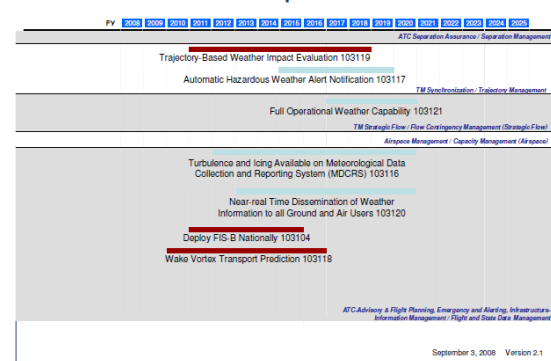 FY 2008 2009 2010 2011 2012 2013 2014 2015 2016 2017 2018 2019 2020 2021 2022 2023 2024 2025
ATC Separation Assurance / Separation Management
Trajectory-Based Weather Impact Evaluation 103119
Automatic Hazardous Weather Alert Notification 103117
TM Synchronization / Trajectory Management
Full Operational Weather Capability 103121
TM Strategic Flow / Flow Contingency Management (Strategic Flow)
Airspace Management / Capacity Management (Airspace)
Turbulence and Icing Available on Meteorological Data
Collection and Reporting System (MDCRS) 103116
Near-real Time Dissemination of Weather
Information to all Ground and Air Users 103120
Deploy FIS-B Nationally 103104
Wake Vortex Transport Prediction 103118
ATC-Advisory & Flight Planning, Emergency and Alerting, Infrastructure-
Information Management / Flight and State Data Management
September 3, 2008 Version 2.1